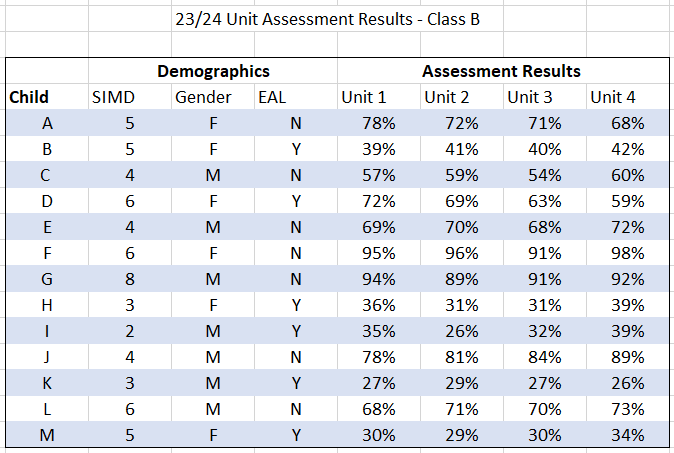 23/24 Unit Assessment Results - Class B
Demographics Assessment Results
Child SIMD Gender EAL Unit 1 Unit 2 Unit 3 Unit 4
A 5 F N 78% 72% 71% 68%
B 5 F Y 39% 41% 40% 42%
C 4 M N 57% 59% 54% 60%
D 6 F Y 72% 69% 63% 59%
E 4 M N 69% 70% 68% 72%
F 6 F N 95% 96% 91% 98%
G 8 M N 94% 89% 91% 92%
H 3 F Y 36% 31% 31% 39%
I 2 M Y 35% 26% 32% 39%
J 4 M N 78% 81% 84% 89%
K 3 M Y 27% 29% 27% 26%
L 6 M N 68% 71% 70% 73%
M 5 F Y 30% 29% 30% 34%